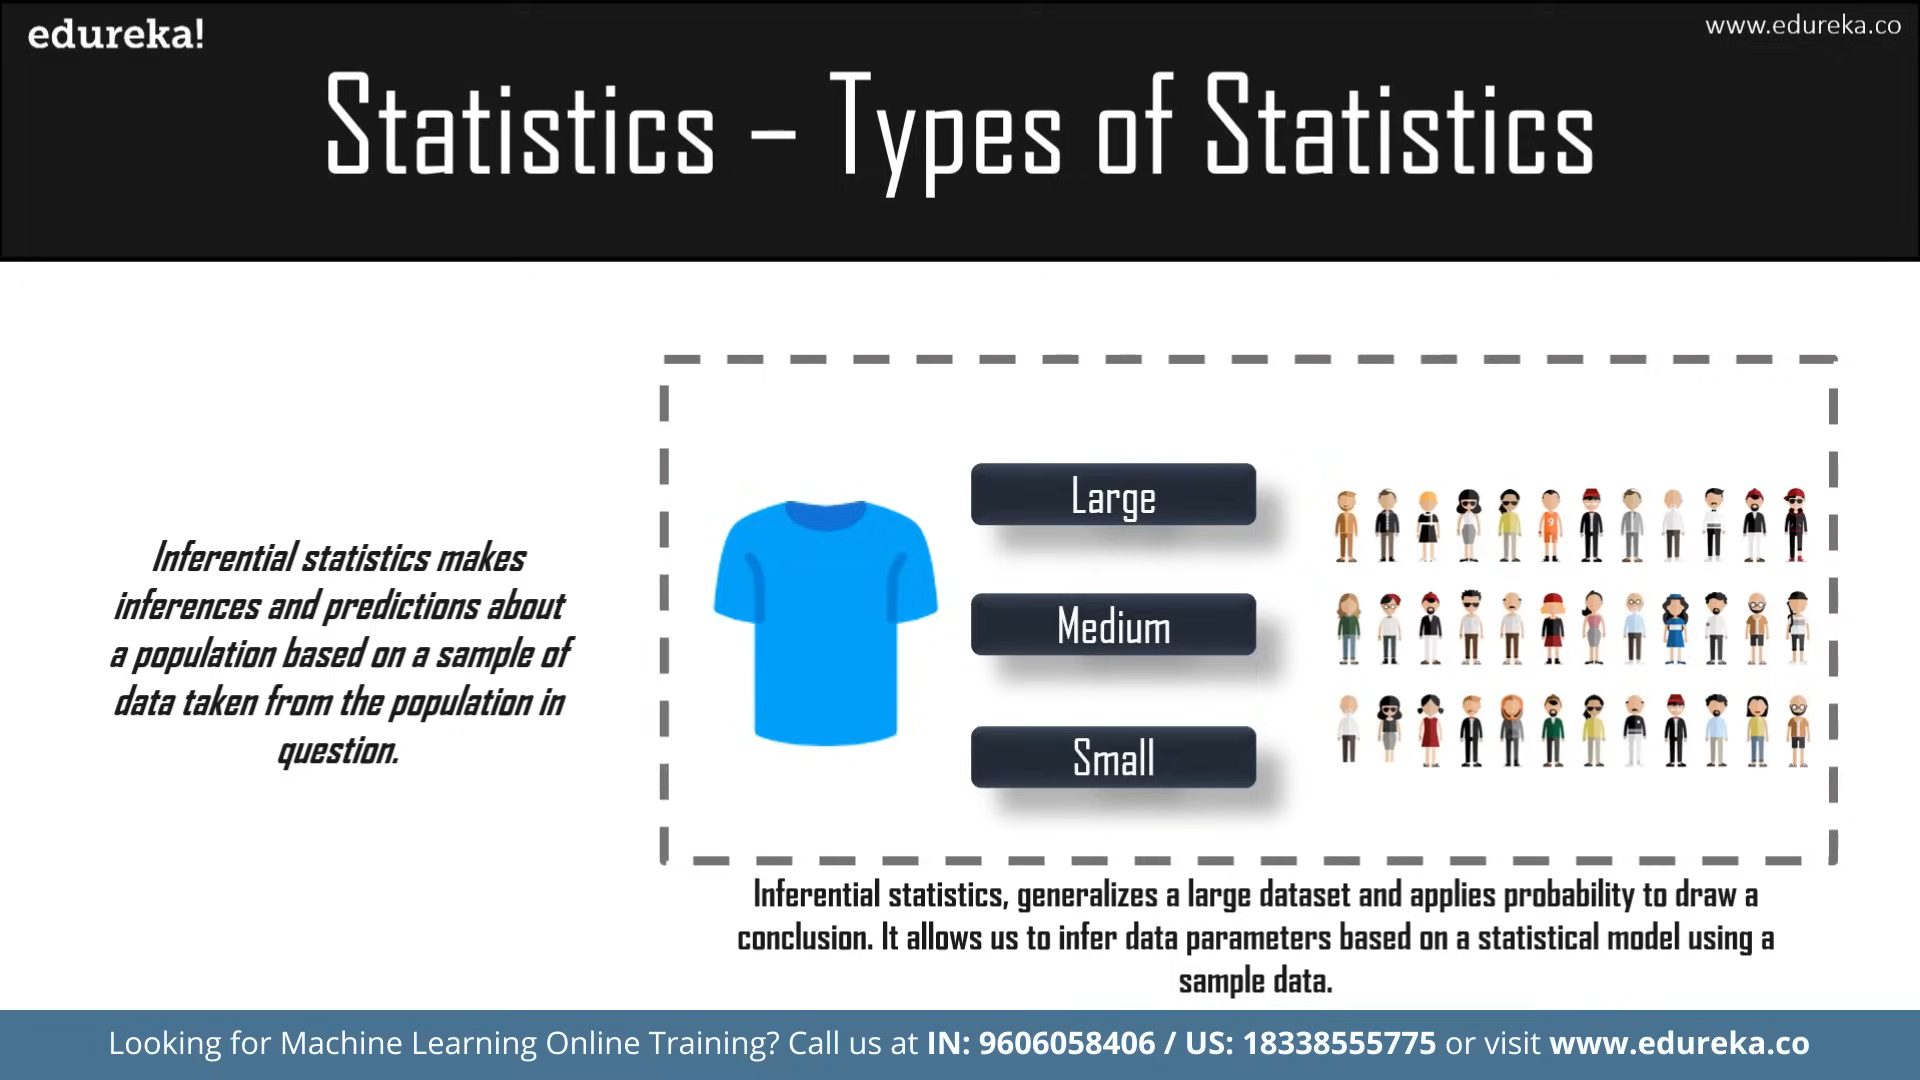 edureka!
www.edureka.co
Statistics – Types of Statistics
Inferential statistics makes
inferences and predictions about
a population based on a sample of
data taken from the population in
question.
Large
Medium
Small
9
Inferential statistics, generalizes a large dataset and applies probability to draw a
conclusion. It allows us to infer data parameters based on a statistical model using a
sample data.
Looking for Machine Learning Online Training? Call us at IN: 9606058406 / US: 18338555775 or visit www.edureka.co